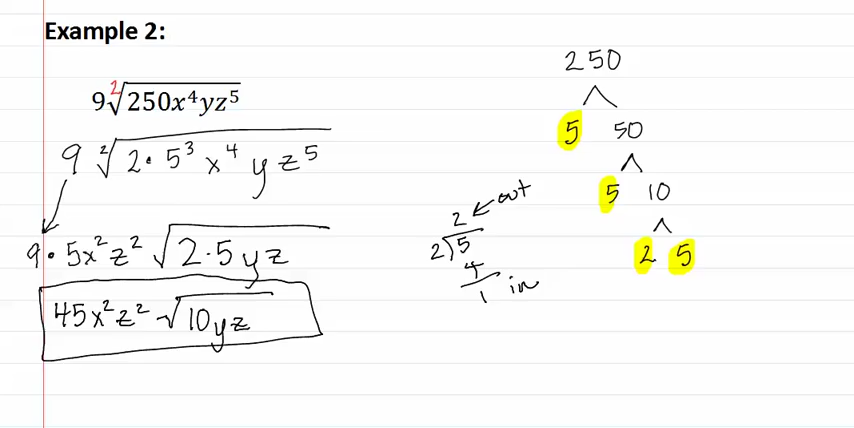 Example 2:
9 ²√250x⁴yz⁵
9 ²√2·5³x⁴yz⁵
9·5x²z²√2·5yz
45x²z²√10yz
2 ← out
2)5
4
1 in
250
5 50
5 10
2 5